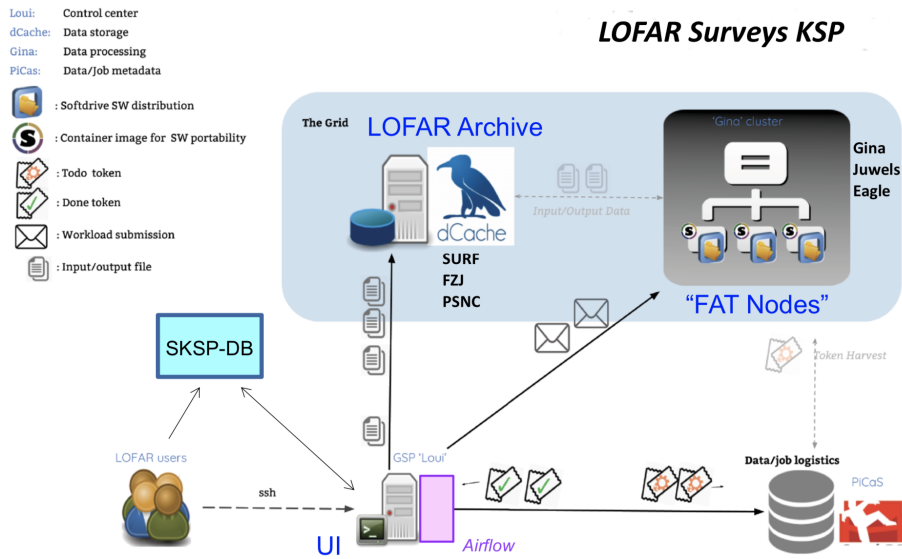 Loui: Control center
dCache: Data storage
Gina: Data processing
PiCas: Data/Job metadata
: Softdrive SW distribution
S : Container image for SW portability
: Todo token
: Done token
: Workload submission
: Input/output file
LOFAR Surveys KSP
The Grid
LOFAR Archive
dCache
SURF
FZJ
PSNC
Input/Output Data
'Gina' cluster
S S S
Gina
Juwels
Eagle
"FAT Nodes"
SKSP-DB
Token Harvest
LOFAR users
ssh
GSP 'Loui'
UI
Airflow
Data/job logistics
PiCaS